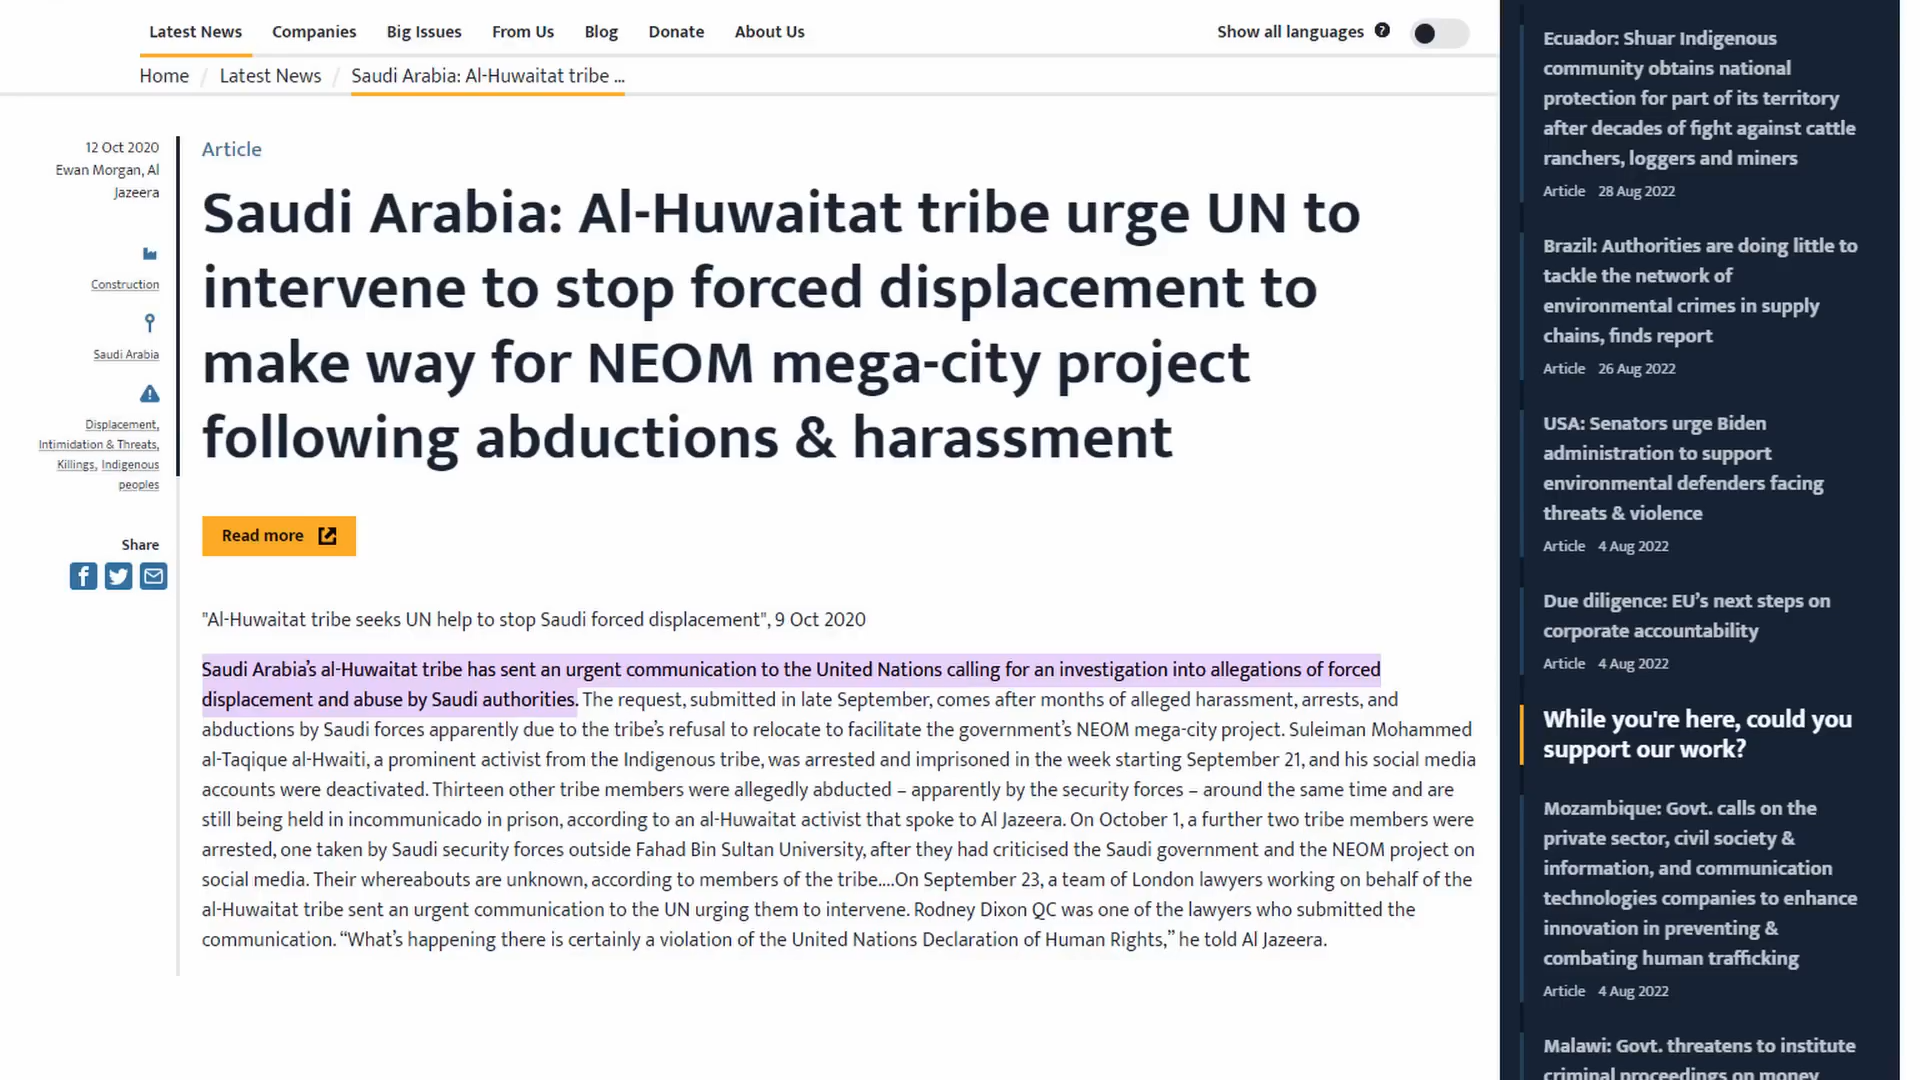 Latest News
Companies
Big Issues
From Us
Blog
Donate
About Us
Show all languages ?
Home / Latest News / Saudi Arabia: Al-Huwaitat tribe ...
12 Oct 2020
Ewan Morgan, Al
Jazeera
Construction
Saudi Arabia
Displacement,
Intimidation & Threats,
Killings, Indigenous
peoples
Share
Article
Saudi Arabia: Al-Huwaitat tribe urge UN to
intervene to stop forced displacement to
make way for NEOM mega-city project
following abductions & harassment
Read more
"Al-Huwaitat tribe seeks UN help to stop Saudi forced displacement", 9 Oct 2020
Saudi Arabia’s al-Huwaitat tribe has sent an urgent communication to the United Nations calling for an investigation into allegations of forced
displacement and abuse by Saudi authorities. The request, submitted in late September, comes after months of alleged harassment, arrests, and
abductions by Saudi forces apparently due to the tribe’s refusal to relocate to facilitate the government’s NEOM mega-city project. Suleiman Mohammed
al-Taqique al-Hwaiti, a prominent activist from the Indigenous tribe, was arrested and imprisoned in the week starting September 21, and his social media
accounts were deactivated. Thirteen other tribe members were allegedly abducted – apparently by the security forces – around the same time and are
still being held in incommunicado in prison, according to an al-Huwaitat activist that spoke to Al Jazeera. On October 1, a further two tribe members were
arrested, one taken by Saudi security forces outside Fahad Bin Sultan University, after they had criticised the Saudi government and the NEOM project on
social media. Their whereabouts are unknown, according to members of the tribe....On September 23, a team of London lawyers working on behalf of the
al-Huwaitat tribe sent an urgent communication to the UN urging them to intervene. Rodney Dixon QC was one of the lawyers who submitted the
communication. “What’s happening there is certainly a violation of the United Nations Declaration of Human Rights,” he told Al Jazeera.
Ecuador: Shuar Indigenous
community obtains national
protection for part of its territory
after decades of fight against cattle
ranchers, loggers and miners
Article 28 Aug 2022
Brazil: Authorities are doing little to
tackle the network of
environmental crimes in supply
chains, finds report
Article 26 Aug 2022
USA: Senators urge Biden
administration to support
environmental defenders facing
threats & violence
Article 4 Aug 2022
Due diligence: EU’s next steps on
corporate accountability
Article 4 Aug 2022
While you're here, could you
support our work?
Mozambique: Govt. calls on the
private sector, civil society &
information, and communication
technologies companies to enhance
innovation in preventing &
combating human trafficking
Article 4 Aug 2022
Malawi: Govt. threatens to institute
criminal proceedings on money